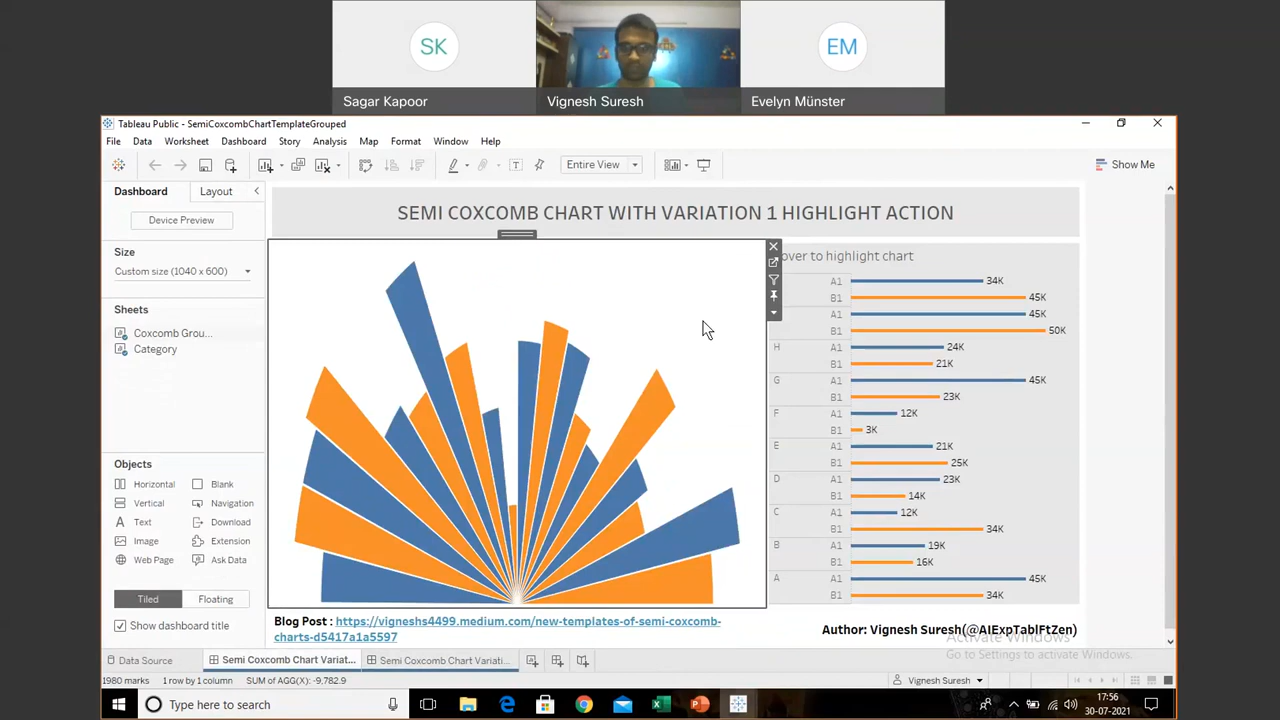 SK
EM
Sagar Kapoor
Vignesh Suresh
Evelyn Münster
Tableau Public - SemiCoxcombChartTemplateGrouped
File Data Worksheet Dashboard Story Analysis Map Format Window Help
Entire View
Show Me
Dashboard Layout
Device Preview
Size
Custom size (1040 x 600)
Sheets
Coxcomb Grou...
Category
Objects
Horizontal Blank
Vertical Navigation
Text Download
Image Extension
Web Page Ask Data
Tiled Floating
Show dashboard title
SEMI COXCOMB CHART WITH VARIATION 1 HIGHLIGHT ACTION
over to highlight chart
A1 34K
B1 45K
A1 45K
B1 50K
H A1 24K
B1 21K
G A1 45K
B1 23K
F A1 12K
B1 3K
E A1 21K
B1 25K
D A1 23K
B1 14K
C A1 12K
B1 34K
B A1 19K
B1 16K
A A1 45K
B1 34K
Blog Post : https://vigneshs4499.medium.com/new-templates-of-semi-coxcomb-
charts-d5417a1a5597
Author: Vignesh Suresh(@AIExpTablFtZen)
Activate Windows
Go to Settings to activate Windows.
Data Source Semi Coxcomb Chart Variat... Semi Coxcomb Chart Variati...
1980 marks 1 row by 1 column SUM of AGG(X): -9.782.9
Vignesh Suresh
Type here to search
17:56
30-07-2021